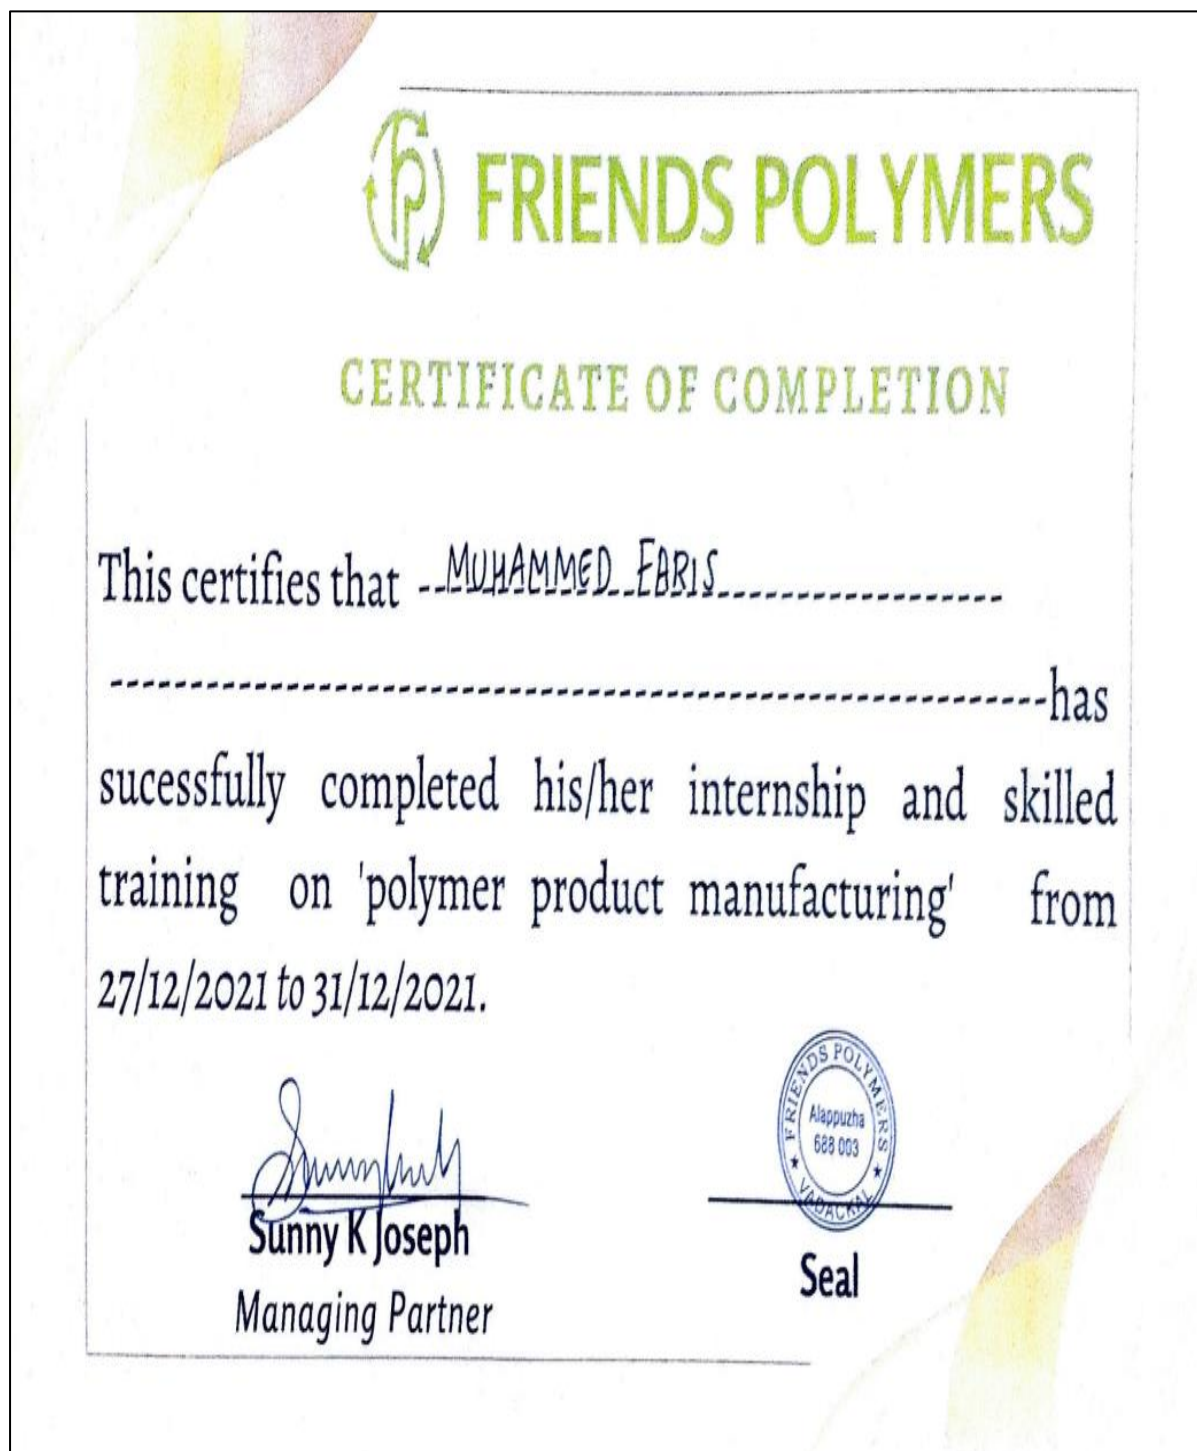 FRIENDS POLYMERS
CERTIFICATE OF COMPLETION
This certifies that MUHAMMED FARIS
has
sucessfully completed his/her internship and skilled
training on 'polymer product manufacturing' from
27/12/2021 to 31/12/2021.
Sunny K Joseph
Managing Partner
FRIENDS POLYMERS
Alappuzha
688 003
VADACKAL
Seal